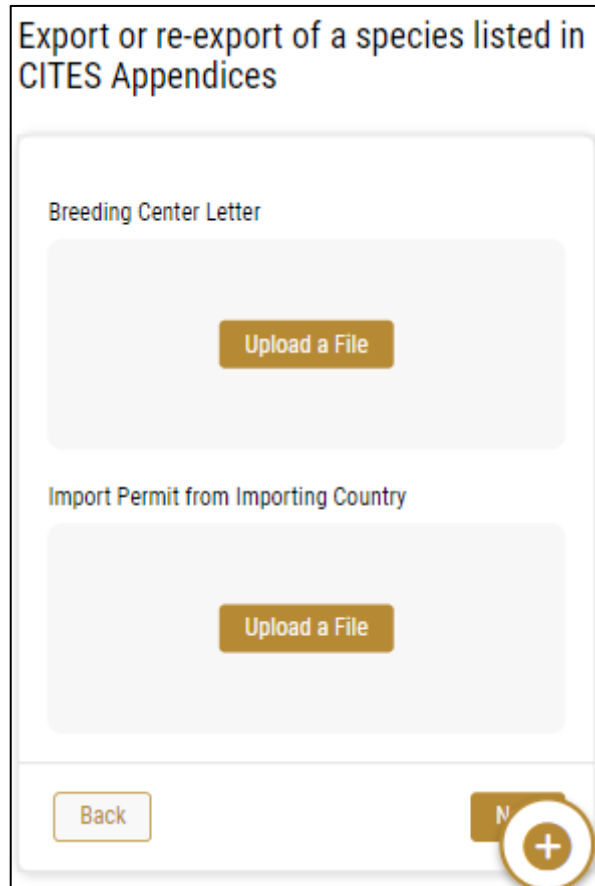 Export or re-export of a species listed in
CITES Appendices
Breeding Center Letter
Upload a File
Import Permit from Importing Country
Upload a File
Back